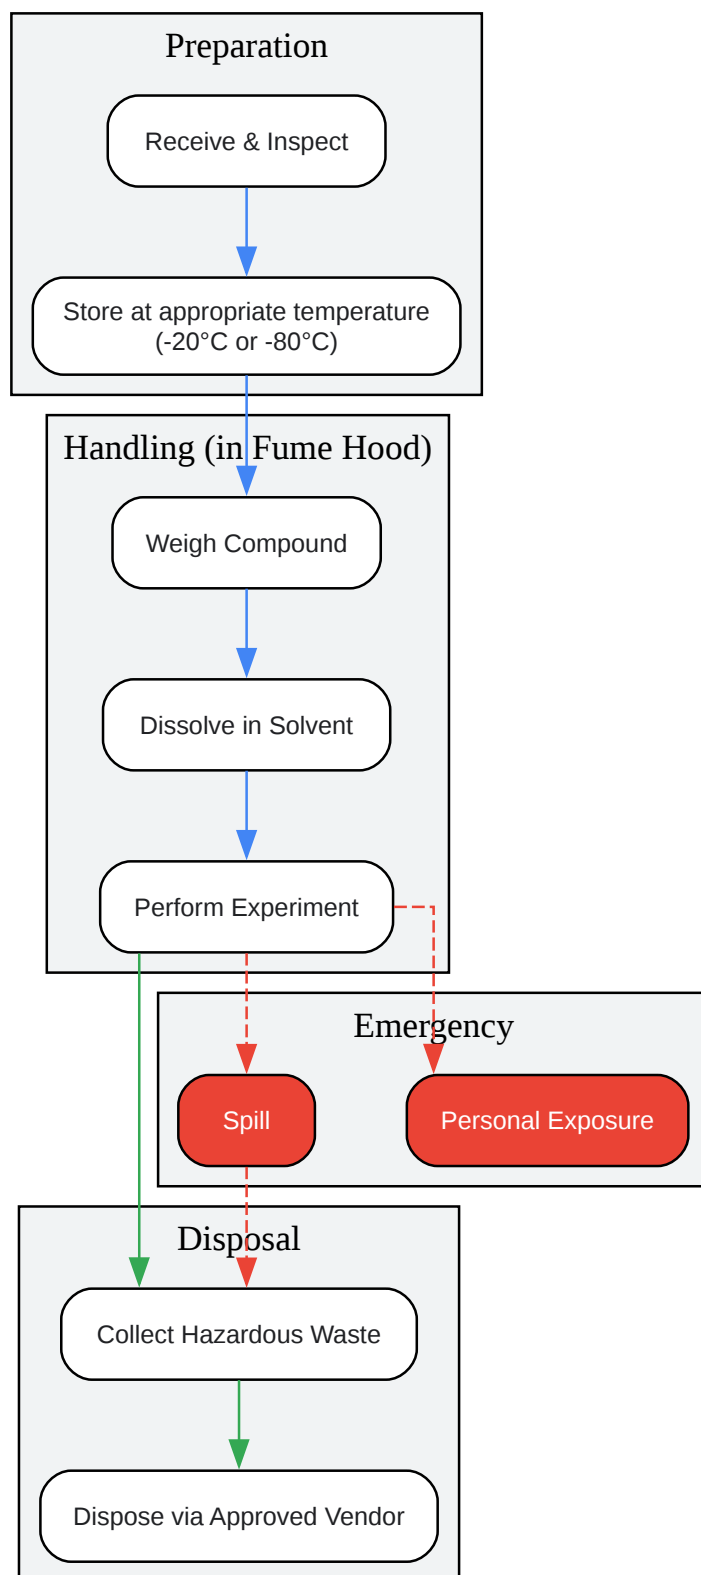 Preparation
Receive & Inspect
Store at appropriate temperature
(-20°C or -80°C)
Handling (in Fume Hood)
Weigh Compound
Dissolve in Solvent
Perform Experiment
Emergency
Spill
Personal Exposure
Disposal
Collect Hazardous Waste
Dispose via Approved Vendor